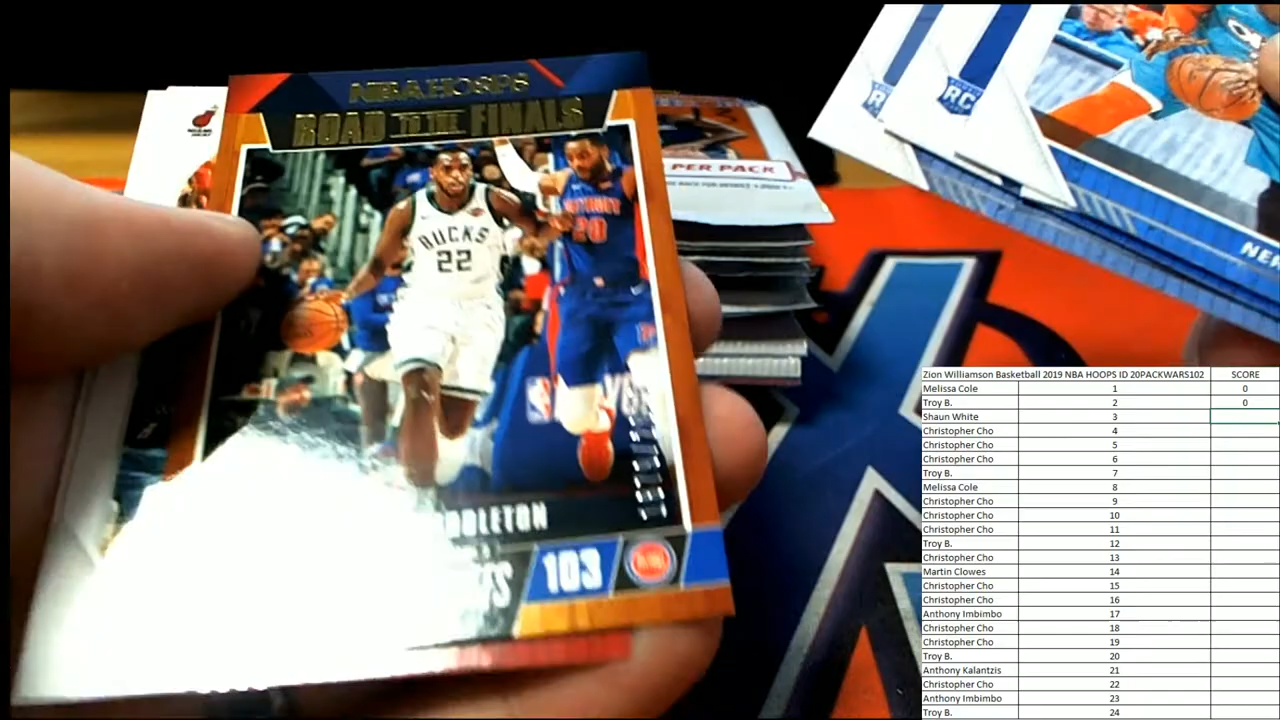 NBA HOOPS
ROAD TO THE FINALS
PER PACK
RC
BUCKS
22
DETROIT
20
103
Zion Williamson Basketball 2019 NBA HOOPS ID 20PACKWARS102 SCORE
Melissa Cole 1 0
Troy B. 2 0
Shaun White 3
Christopher Cho 4
Christopher Cho 5
Christopher Cho 6
Troy B. 7
Melissa Cole 8
Christopher Cho 9
Christopher Cho 10
Christopher Cho 11
Troy B. 12
Christopher Cho 13
Martin Clowes 14
Christopher Cho 15
Christopher Cho 16
Anthony Imbimbo 17
Christopher Cho 18
Christopher Cho 19
Troy B. 20
Anthony Kalantzis 21
Christopher Cho 22
Anthony Imbimbo 23
Troy B. 24